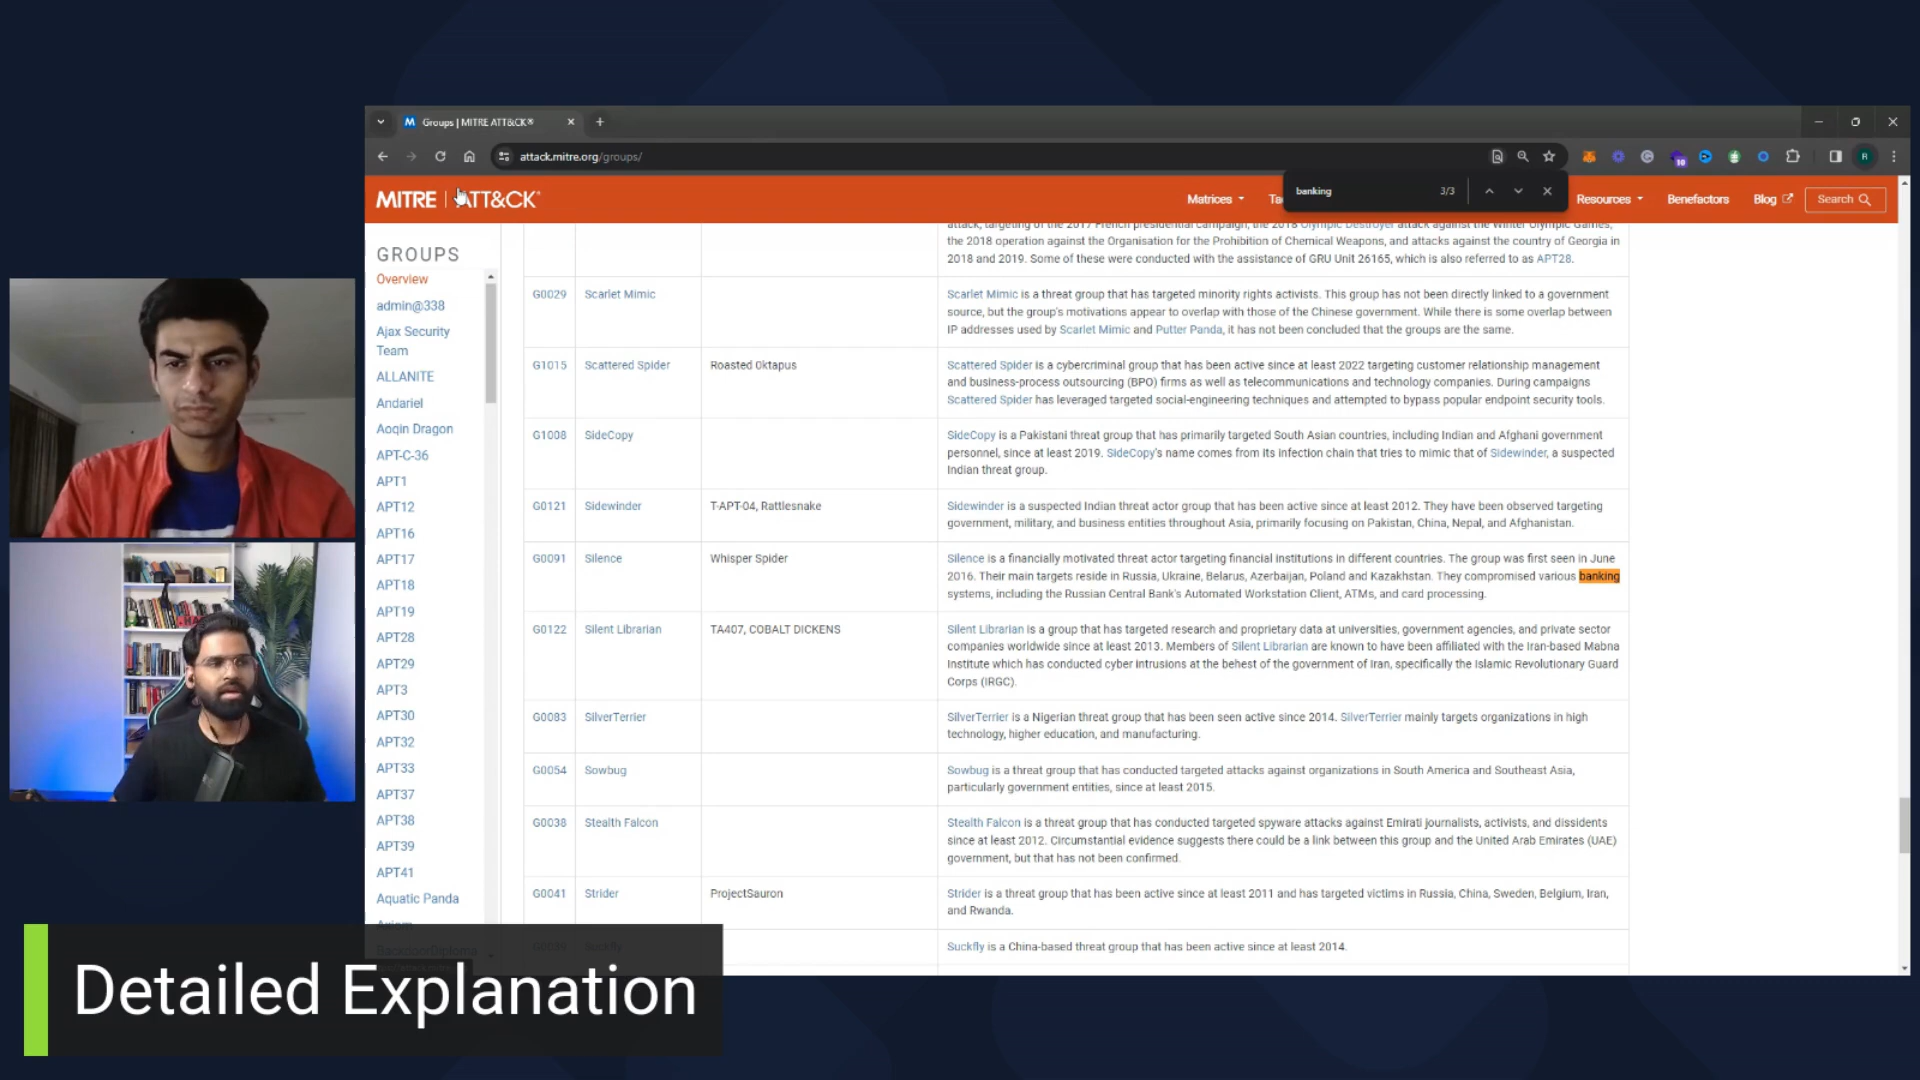 Groups | MITRE ATT&CK®
attack.mitre.org/groups/
10
R
MITRE | ATT&CK®
Matrices
Ta
banking
3/3
Resources
Benefactors
Blog
Search
GROUPS
Overview
admin@338
Ajax Security
Team
ALLANITE
Andariel
Aoqin Dragon
APT-C-36
APT1
APT12
APT16
APT17
APT18
APT19
APT28
APT29
APT3
APT30
APT32
APT33
APT37
APT38
APT39
APT41
Aquatic Panda
Axiom
BackdoorDiplomacy
attack, targeting of the 2017 French presidential campaign, the 2018 Olympic Destroyer attack against the Winter Olympic Games,
the 2018 operation against the Organisation for the Prohibition of Chemical Weapons, and attacks against the country of Georgia in
2018 and 2019. Some of these were conducted with the assistance of GRU Unit 26165, which is also referred to as APT28.
G0029 Scarlet Mimic
Scarlet Mimic is a threat group that has targeted minority rights activists. This group has not been directly linked to a government
source, but the group's motivations appear to overlap with those of the Chinese government. While there is some overlap between
IP addresses used by Scarlet Mimic and Putter Panda, it has not been concluded that the groups are the same.
G1015 Scattered Spider Roasted 0ktapus
Scattered Spider is a cybercriminal group that has been active since at least 2022 targeting customer relationship management
and business-process outsourcing (BPO) firms as well as telecommunications and technology companies. During campaigns
Scattered Spider has leveraged targeted social-engineering techniques and attempted to bypass popular endpoint security tools.
G1008 SideCopy
SideCopy is a Pakistani threat group that has primarily targeted South Asian countries, including Indian and Afghani government
personnel, since at least 2019. SideCopy's name comes from its infection chain that tries to mimic that of Sidewinder, a suspected
Indian threat group.
G0121 Sidewinder T-APT-04, Rattlesnake
Sidewinder is a suspected Indian threat actor group that has been active since at least 2012. They have been observed targeting
government, military, and business entities throughout Asia, primarily focusing on Pakistan, China, Nepal, and Afghanistan.
G0091 Silence Whisper Spider
Silence is a financially motivated threat actor targeting financial institutions in different countries. The group was first seen in June
2016. Their main targets reside in Russia, Ukraine, Belarus, Azerbaijan, Poland and Kazakhstan. They compromised various banking
systems, including the Russian Central Bank's Automated Workstation Client, ATMs, and card processing.
G0122 Silent Librarian TA407, COBALT DICKENS
Silent Librarian is a group that has targeted research and proprietary data at universities, government agencies, and private sector
companies worldwide since at least 2013. Members of Silent Librarian are known to have been affiliated with the Iran-based Mabna
Institute which has conducted cyber intrusions at the behest of the government of Iran, specifically the Islamic Revolutionary Guard
Corps (IRGC).
G0083 SilverTerrier
SilverTerrier is a Nigerian threat group that has been seen active since 2014. SilverTerrier mainly targets organizations in high
technology, higher education, and manufacturing.
G0054 Sowbug
Sowbug is a threat group that has conducted targeted attacks against organizations in South America and Southeast Asia,
particularly government entities, since at least 2015.
G0038 Stealth Falcon
Stealth Falcon is a threat group that has conducted targeted spyware attacks against Emirati journalists, activists, and dissidents
since at least 2012. Circumstantial evidence suggests there could be a link between this group and the United Arab Emirates (UAE)
government, but that has not been confirmed.
G0041 Strider ProjectSauron
Strider is a threat group that has been active since at least 2011 and has targeted victims in Russia, China, Sweden, Belgium, Iran,
and Rwanda.
G0039 Suckfly
Suckfly is a China-based threat group that has been active since at least 2014.
Detailed Explanation